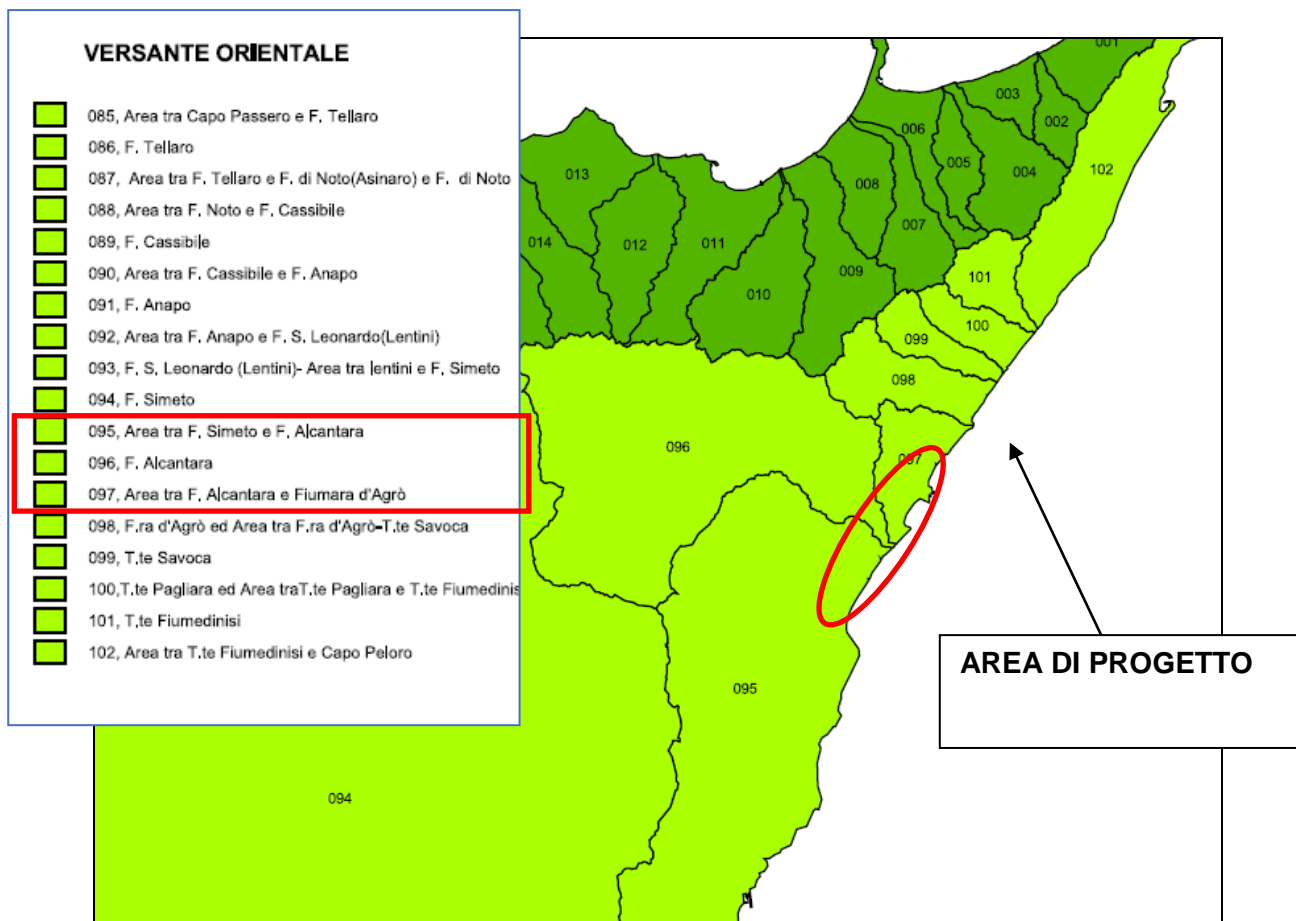 VERSANTE ORIENTALE
085, Area tra Capo Passero e F. Tellaro
086, F. Tellaro
087, Area tra F. Tellaro e F. di Noto(Asinaro) e F. di Noto
088, Area tra F. Noto e F. Cassibile
089, F. Cassibile
090, Area tra F. Cassibile e F. Anapo
091, F. Anapo
092, Area tra F. Anapo e F. S. Leonardo(Lentini)
093, F. S. Leonardo (Lentini)- Area tra lentini e F. Simeto
094, F. Simeto
095, Area tra F. Simeto e F. Alcantara
096, F. Alcantara
097, Area tra F. Alcantara e Fiumara d'Agrò
098, F.ra d'Agrò ed Area tra F.ra d'Agrò-T.te Savoca
099, T.te Savoca
100,T.te Pagliara ed Area traT.te Pagliara e T.te Fiumedinis
101, T.te Fiumedinisi
102, Area tra T.te Fiumedinisi e Capo Peloro
001
003
002
006
005
004
102
013
008
007
014
012
011
009
010
101
100
099
098
096
097
095
094
AREA DI PROGETTO